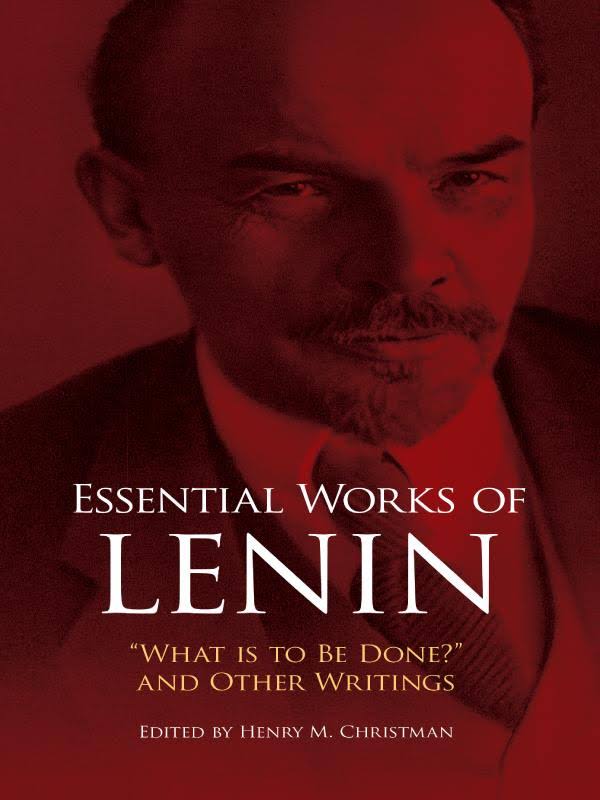 Essential Works of
LENIN
“What is to Be Done?”
and Other Writings
Edited by Henry M. Christman